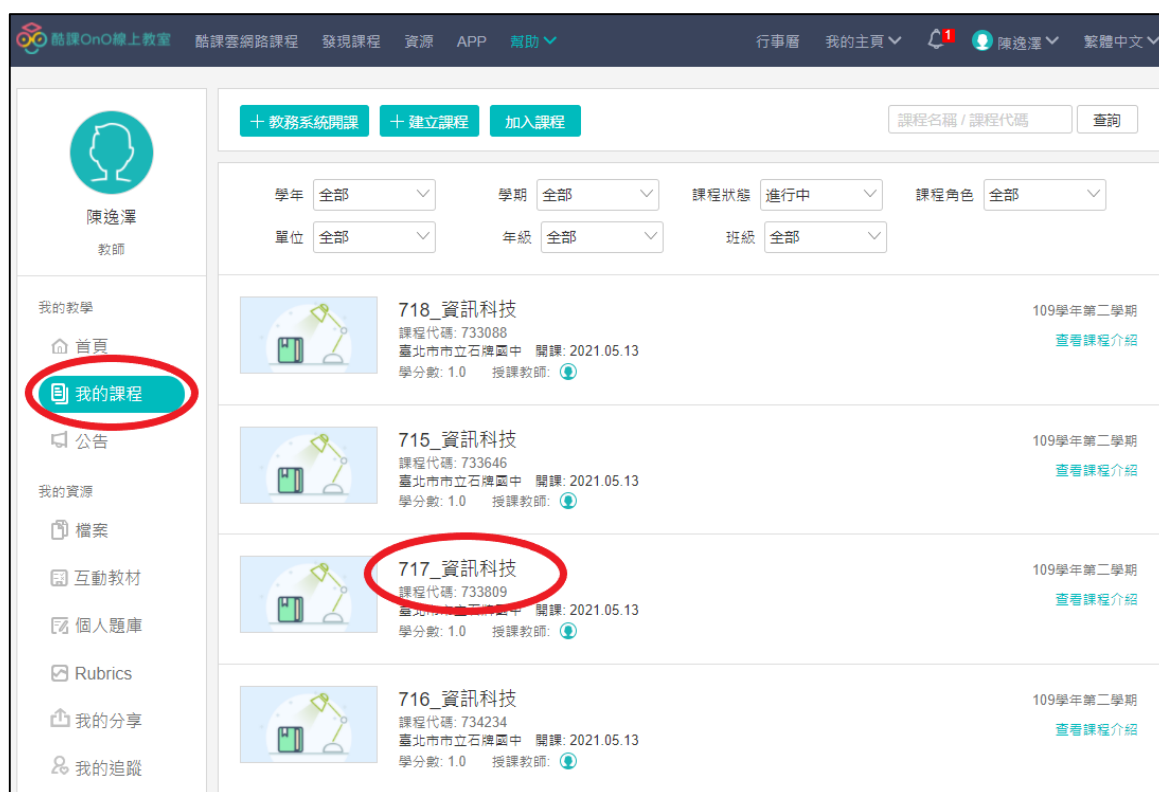 酷課OnO線上教室 酷課雲網路課程 發現課程 資源 APP 幫助 行事曆 我的主頁 1 陳逸澤 繁體中文
陳逸澤
教師
我的教學
首頁
我的課程
公告
我的資源
檔案
互動教材
個人題庫
Rubrics
我的分享
我的追蹤
＋教務系統開課 ＋建立課程 加入課程 課程名稱 / 課程代碼 查詢
學年 全部 學期 全部 課程狀態 進行中 課程角色 全部
單位 全部 年級 全部 班級 全部
718_資訊科技 109學年第二學期
課程代碼: 733088 查看課程介紹
臺北市市立石牌國中 開課: 2021.05.13
學分數: 1.0 授課教師:
715_資訊科技 109學年第二學期
課程代碼: 733646 查看課程介紹
臺北市市立石牌國中 開課: 2021.05.13
學分數: 1.0 授課教師:
717_資訊科技 109學年第二學期
課程代碼: 733809 查看課程介紹
臺北市市立石牌國中 開課: 2021.05.13
學分數: 1.0 授課教師:
716_資訊科技 109學年第二學期
課程代碼: 734234 查看課程介紹
臺北市市立石牌國中 開課: 2021.05.13
學分數: 1.0 授課教師: